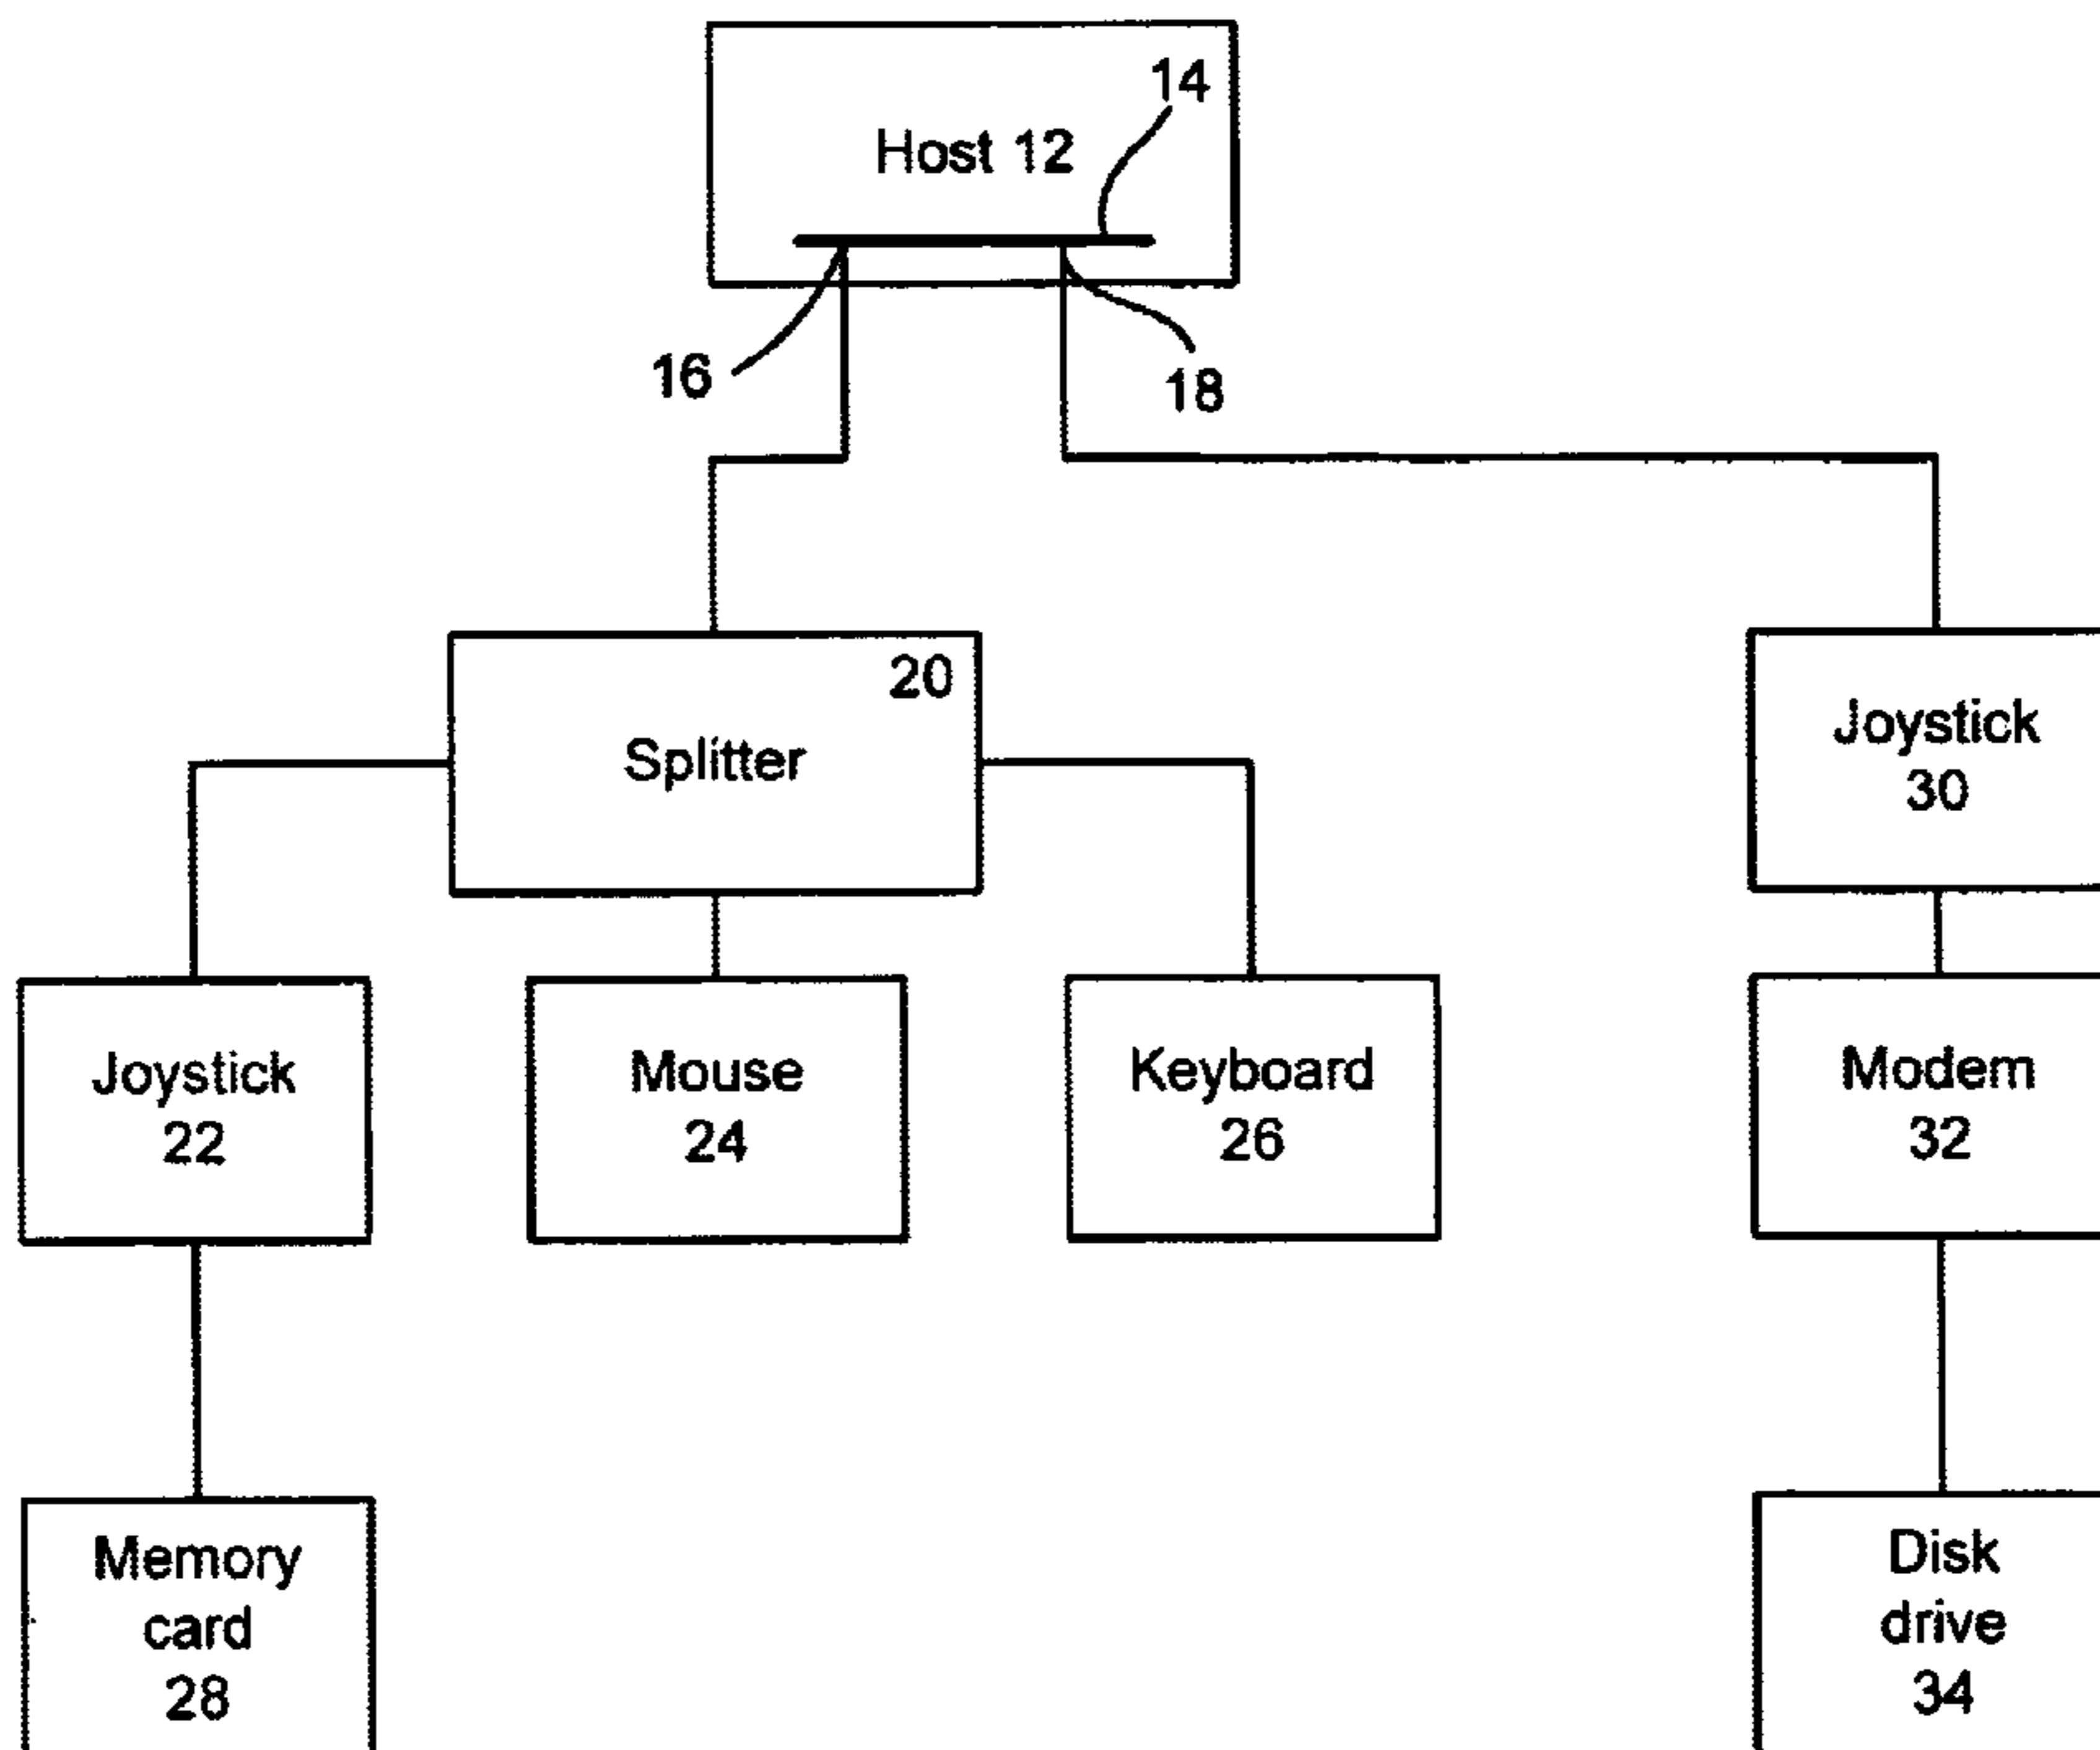 14
Host 12
16
18
20
Splitter
Joystick
30
Joystick
22
Mouse
24
Keyboard
26
Modem
32
Memory
card
28
Disk
drive
34